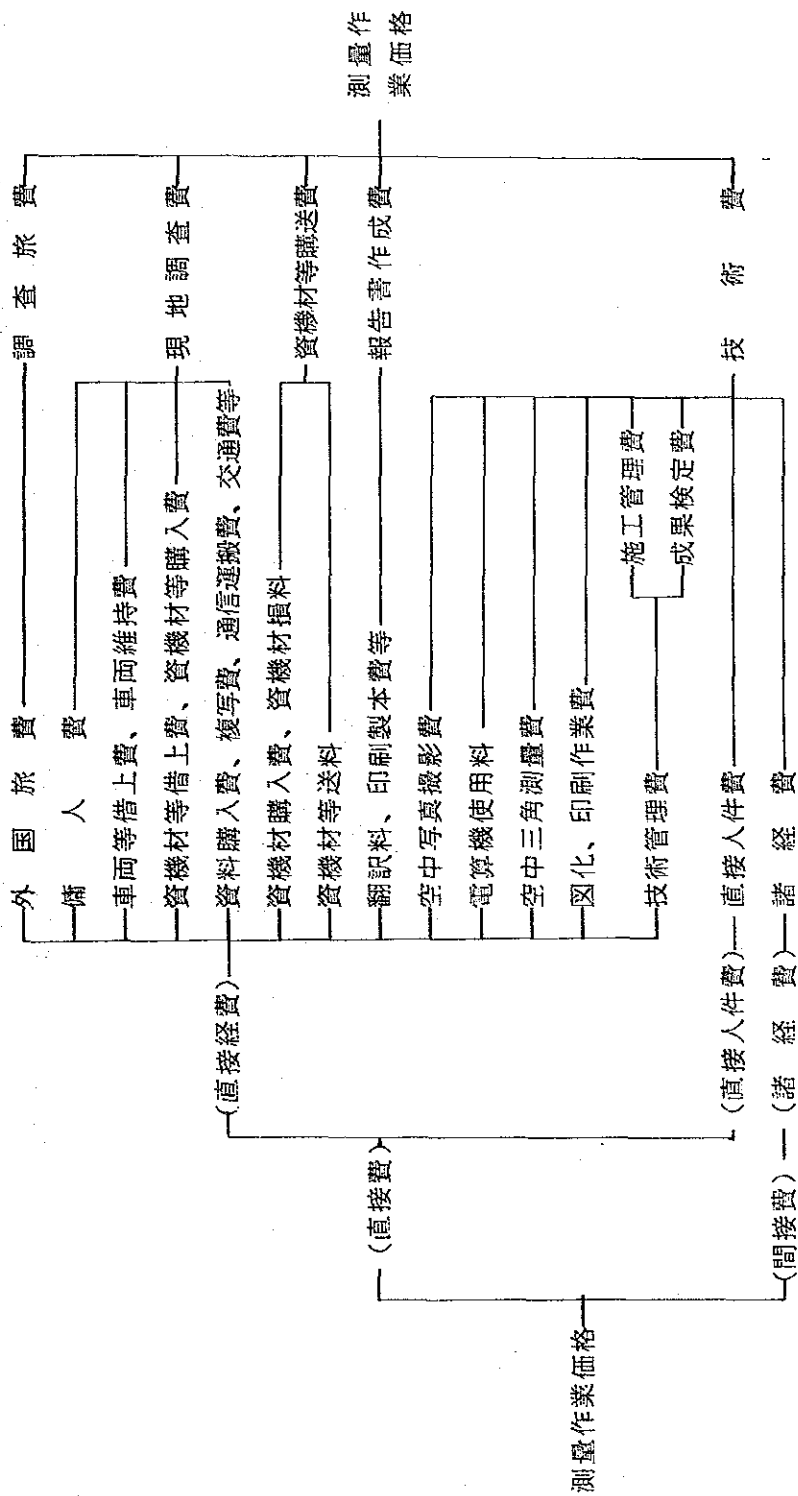 測量作業価格
(直接費)
(間接費)
(直接経費)
(直接人件費)
(諸経費)
外国旅費
傭人費
車両等借上費、車両維持費
資機材等借上費、資機材等購入費
資料購入費、複写費、通信運搬費、交通費等
資機材購入費、資機材損料
資機材等送料
翻訳料、印刷製本費等
空中写真撮影費
電算機使用料
空中三角測量費
図化、印刷作業費
技術管理費
直接人件費
諸経費
施工管理費
成果検定費
調査旅費
現地調査費
資機材等購送費
報告書作成費
技術費
測量作
業価格